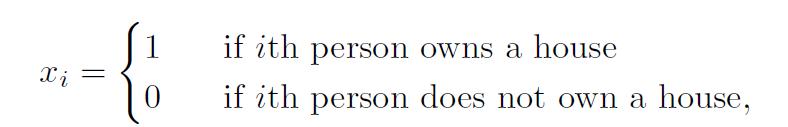 x_i = { 1 if ith person owns a house
0 if ith person does not own a house,